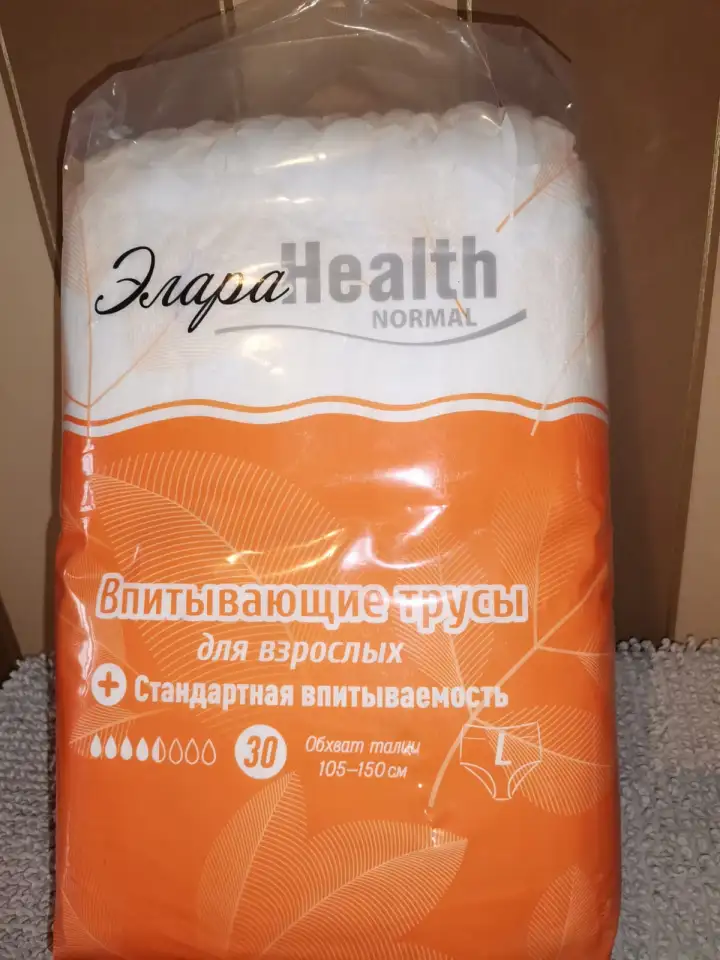 Элара Health
NORMAL
Впитывающие трусы
для взрослых
+ Стандартная впитываемость
30
Обхват талии
105–150 см
L